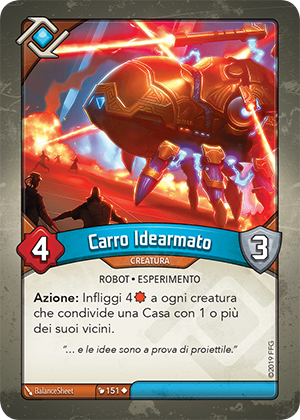 Carro Idearmato
CREATURA
4
3
ROBOT • ESPERIMENTO
Azione: Infliggi 4 a ogni creatura
che condivide una Casa con 1 o più
dei suoi vicini.
“... e le idee sono a prova di proiettile.”
©2019 FFG
BalanceSheet
151